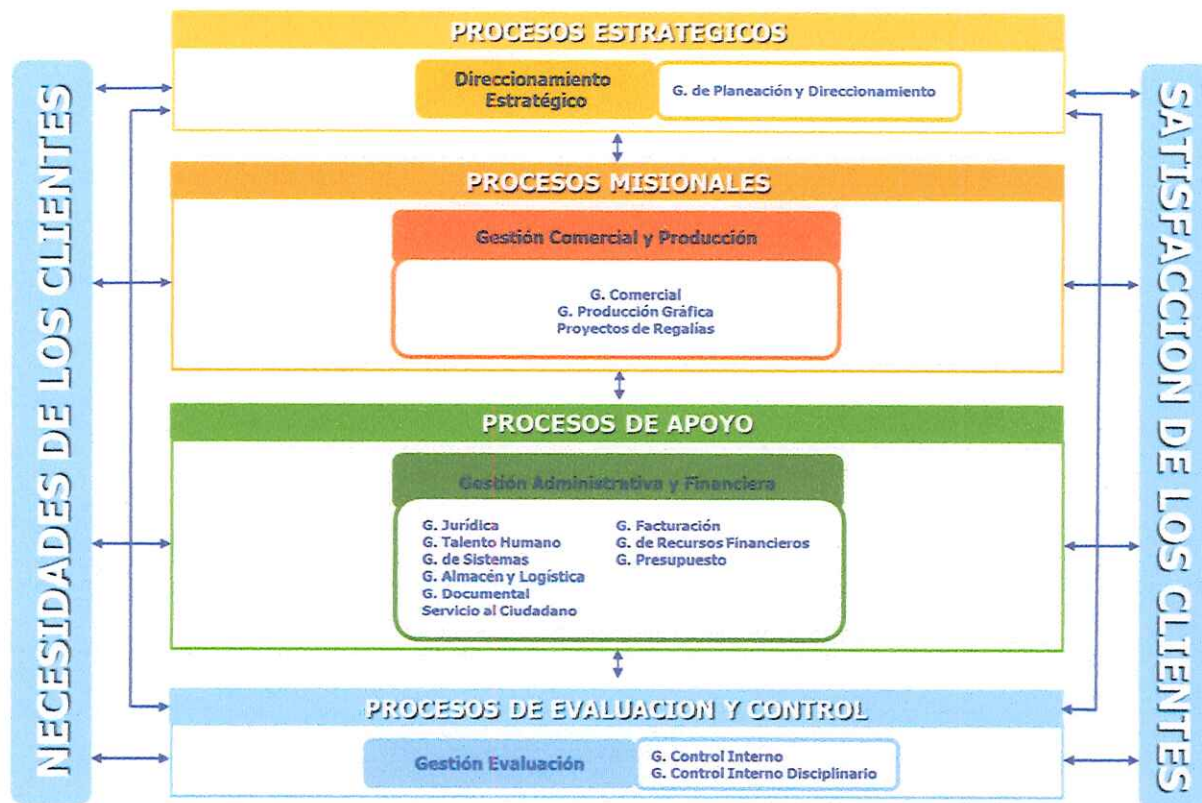 PROCESOS ESTRATEGICOS
Direccionamiento
Estratégico
G. de Planeación y Direccionamiento
NECESIDADES DE LOS CLIENTES
PROCESOS MISIONALES
Gestión Comercial y Producción
G. Comercial
G. Producción Gráfica
Proyectos de Regalías
PROCESOS DE APOYO
Gestión Administrativa y Financiera
G. Jurídica
G. Talento Humano
G. de Sistemas
G. Almacén y Logística
G. Documental
Servicio al Ciudadano
G. Facturación
G. de Recursos Financieros
G. Presupuesto
PROCESOS DE EVALUACION Y CONTROL
Gestión Evaluación
G. Control Interno
G. Control Interno Disciplinario
SATISFACCION DE LOS CLIENTES